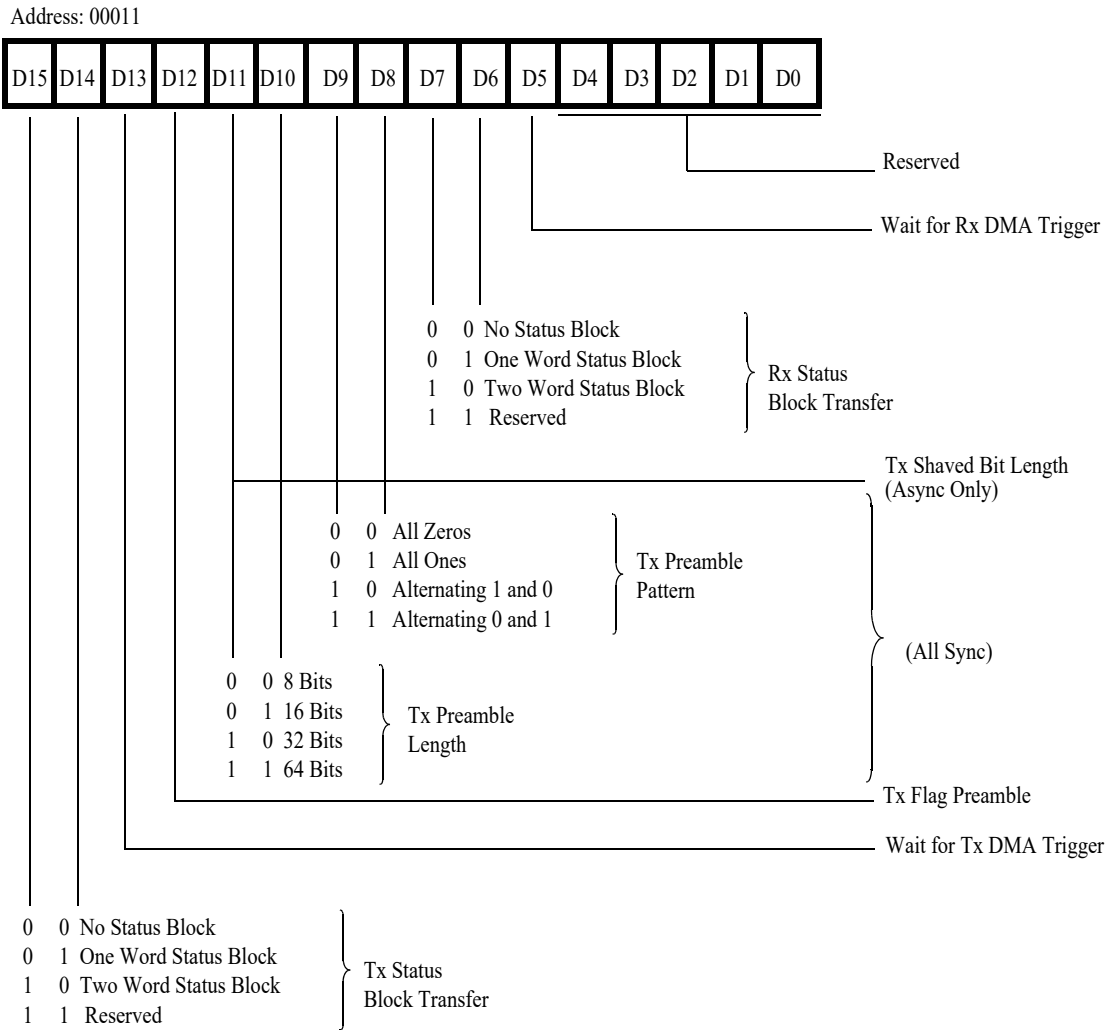 Address: 00011
D15 D14 D13 D12 D11 D10 D9 D8 D7 D6 D5 D4 D3 D2 D1 D0
Reserved
Wait for Rx DMA Trigger
0 0 No Status Block
0 1 One Word Status Block
1 0 Two Word Status Block
1 1 Reserved
Rx Status
Block Transfer
Tx Shaved Bit Length
(Async Only)
0 0 All Zeros
0 1 All Ones
1 0 Alternating 1 and 0
1 1 Alternating 0 and 1
Tx Preamble
Pattern
(All Sync)
0 0 8 Bits
0 1 16 Bits
1 0 32 Bits
1 1 64 Bits
Tx Preamble
Length
Tx Flag Preamble
Wait for Tx DMA Trigger
0 0 No Status Block
0 1 One Word Status Block
1 0 Two Word Status Block
1 1 Reserved
Tx Status
Block Transfer